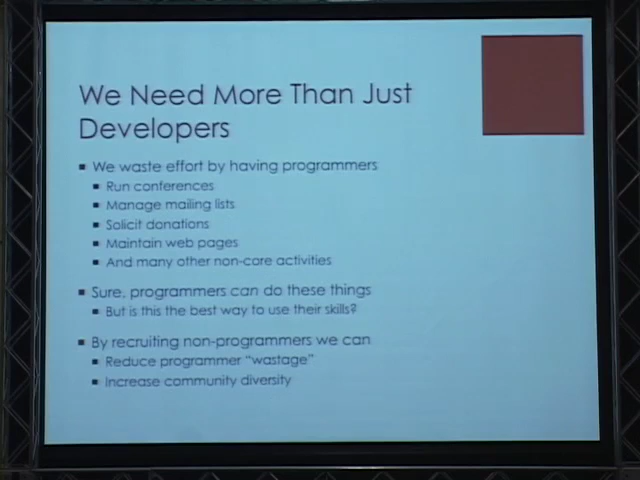 We Need More Than Just
Developers
We waste effort by having programmers
Run conferences
Manage mailing lists
Solicit donations
Maintain web pages
And many other non-core activities
Sure, programmers can do these things
But is this the best way to use their skills?
By recruiting non-programmers we can
Reduce programmer “wastage”
Increase community diversity